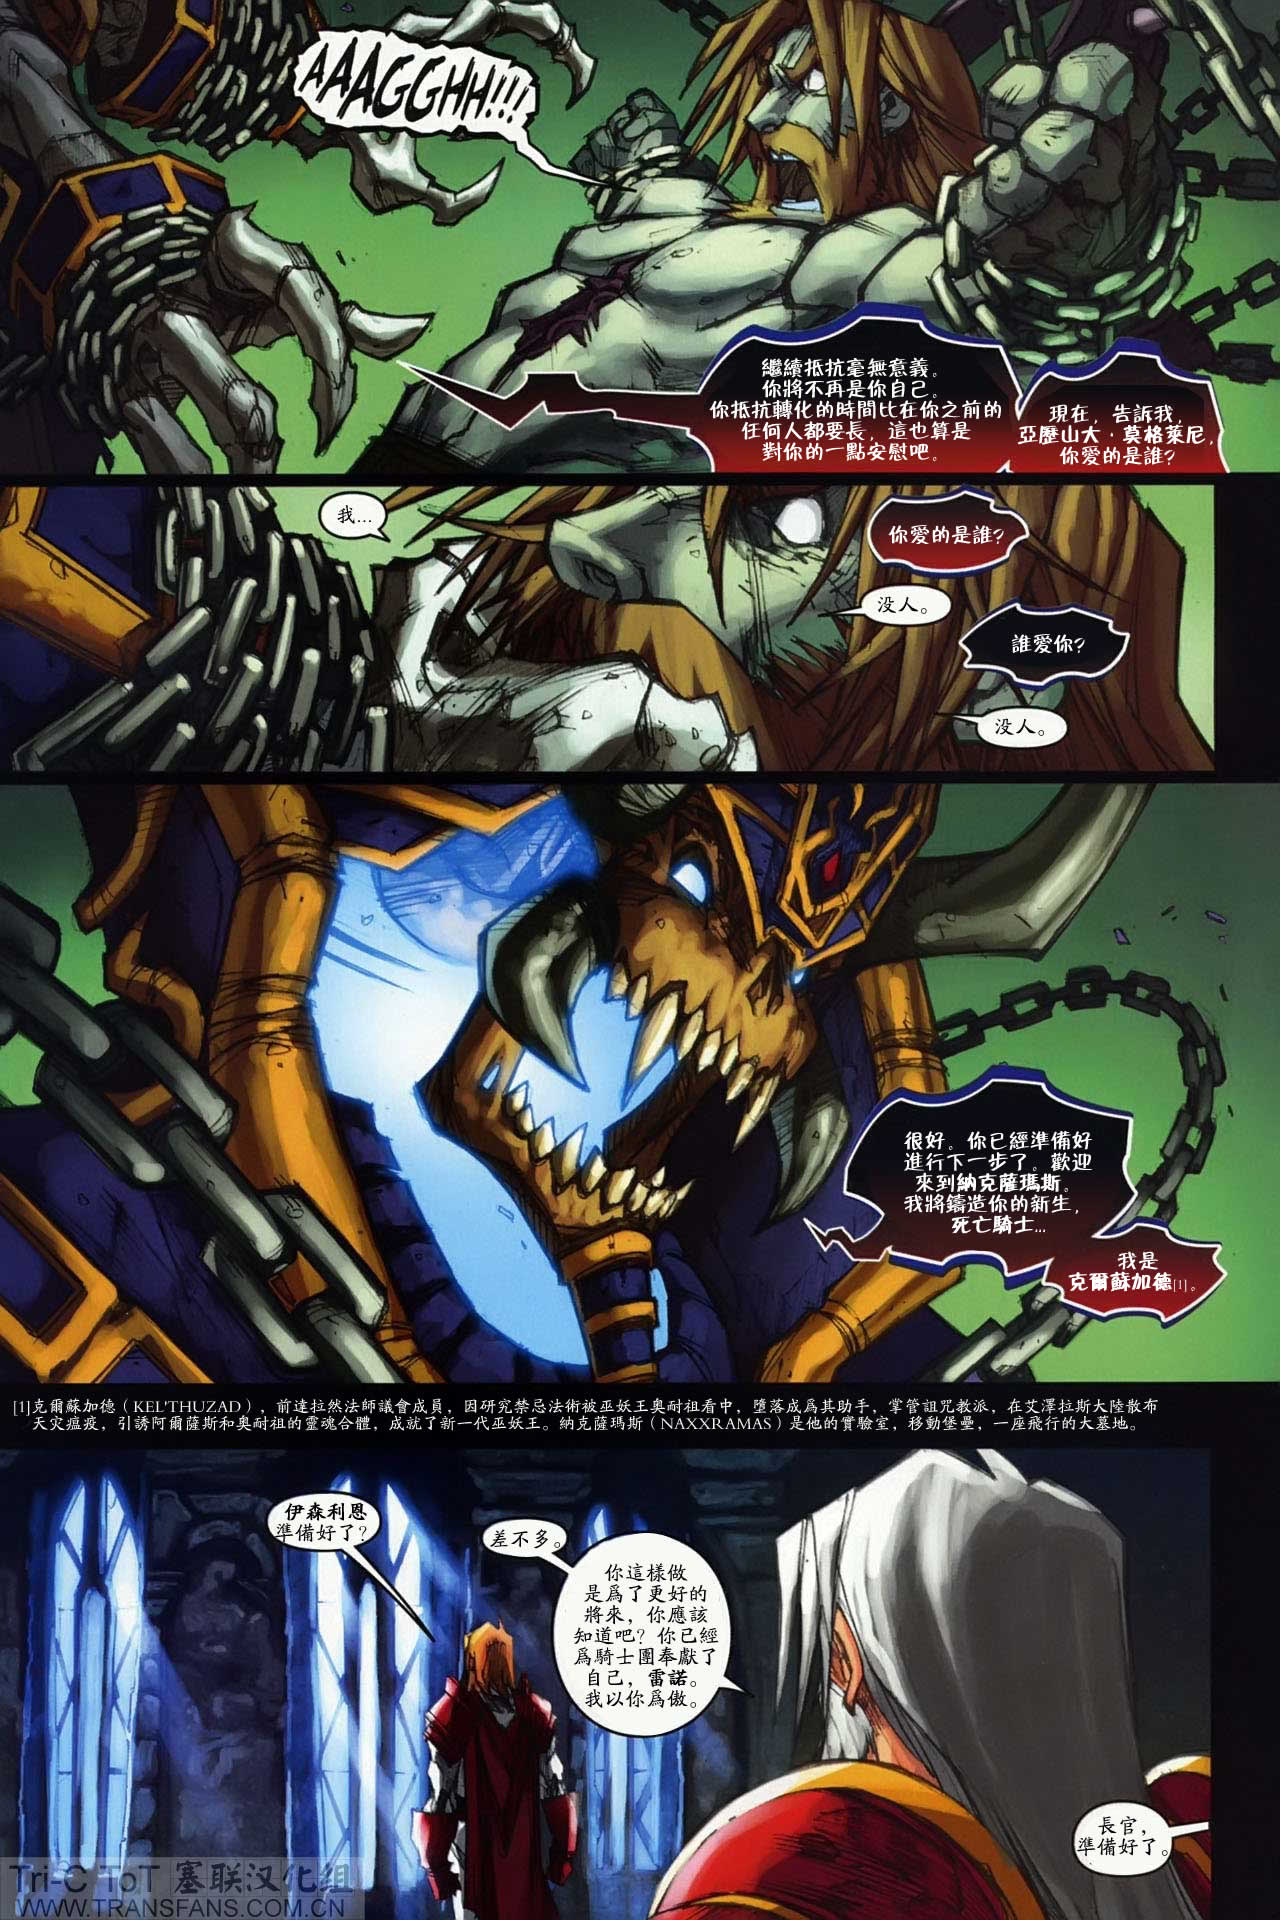 AAAGGHH!!!
繼續抵抗毫無意義。
你將不再是你自己。
你抵抗轉化的時間比在你之前的
任何人都要長，這也算是
對你的一點安慰吧。
現在，告訴我，
亞歷山大·莫格萊尼，
你愛的是誰？
我...
你愛的是誰？
没人。
誰愛你？
没人。
很好。你已經準備好
進行下一步了。歡迎
來到納克薩瑪斯。
我將鑄造你的新生，
死亡騎士...
我是
克爾蘇加德[1]。
[1]克爾蘇加德（KEL'THUZAD），前達拉然法師議會成員，因研究禁忌法術被巫妖王奧耐祖看中，墮落成爲其助手，掌管詛咒教派，在艾澤拉斯大陸散布
天灾瘟疫，引誘阿爾薩斯和奥耐祖的靈魂合體，成就了新一代巫妖王。納克薩瑪斯（NAXXRAMAS）是他的實驗室，移動堡壘，一座飛行的大墓地。
伊森利恩
準備好了？
差不多。
你這樣做
是爲了更好的
將來，你應該
知道吧？你已經
爲騎士團奉獻了
自己，雷諾。
我以你爲傲。
長官，
準備好了。
Tri-C ToT 塞联汉化组
WWW.TRANSFANS.COM.CN